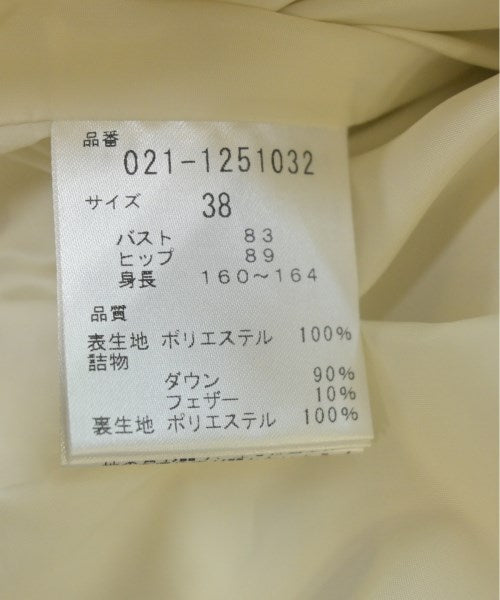 品番
021-1251032
サイズ 38
バスト 83
ヒップ 89
身長 160～164
品質
表生地 ポリエステル 100%
詰物
ダウン 90%
フェザー 10%
裏生地 ポリエステル 100%